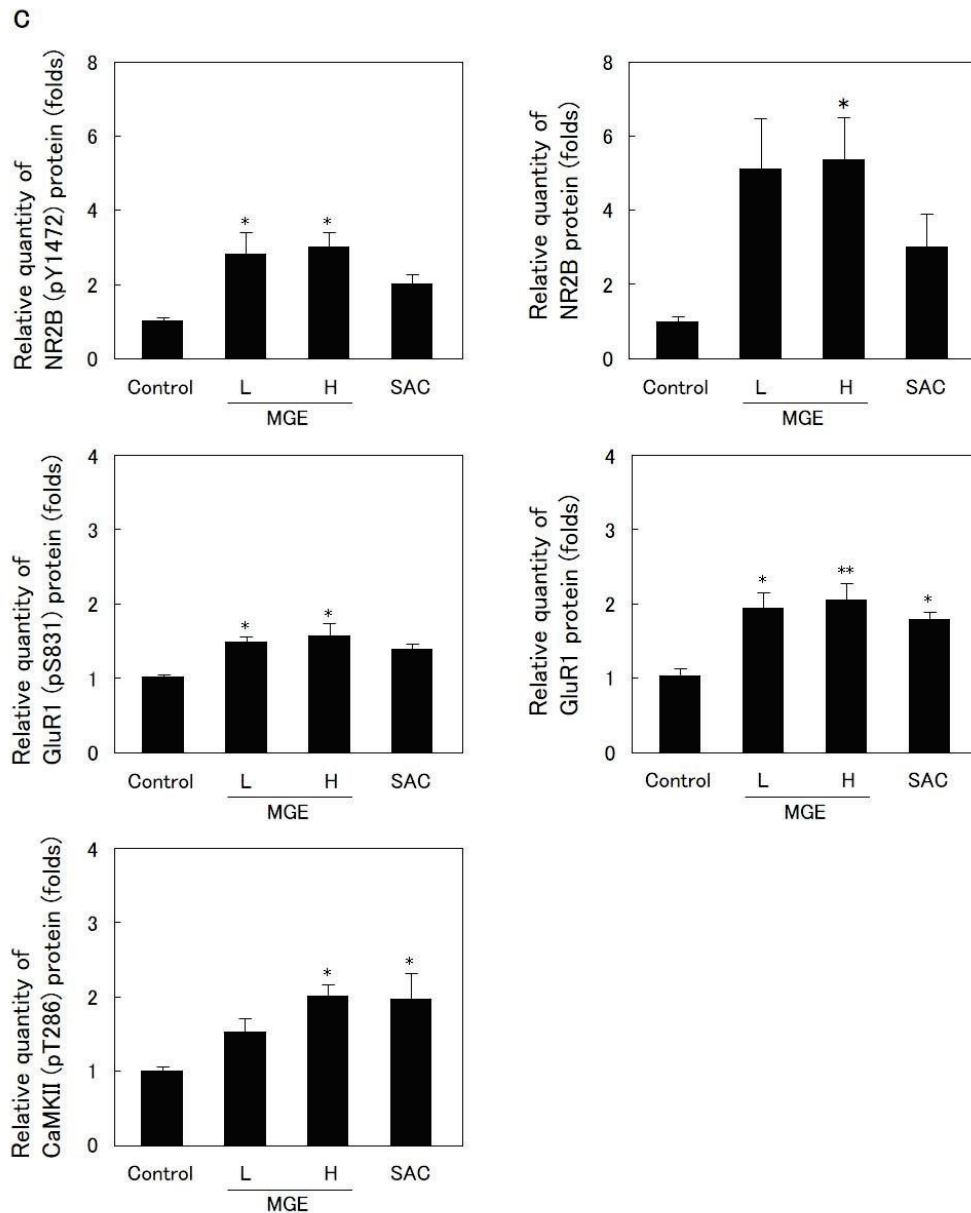 C
Relative quantity of
NR2B (pY1472) protein (folds)
8
6
4
2
0
*
*
Control
L
H
SAC
MGE
Relative quantity of
NR2B protein (folds)
8
6
4
2
0
*
Control
L
H
SAC
MGE
Relative quantity of
GluR1 (pS831) protein (folds)
4
3
2
1
0
*
*
Control
L
H
SAC
MGE
Relative quantity of
GluR1 protein (folds)
4
3
2
1
0
*
**
*
Control
L
H
SAC
MGE
Relative quantity of
CaMKII (pT286) protein (folds)
4
3
2
1
0
*
*
Control
L
H
SAC
MGE